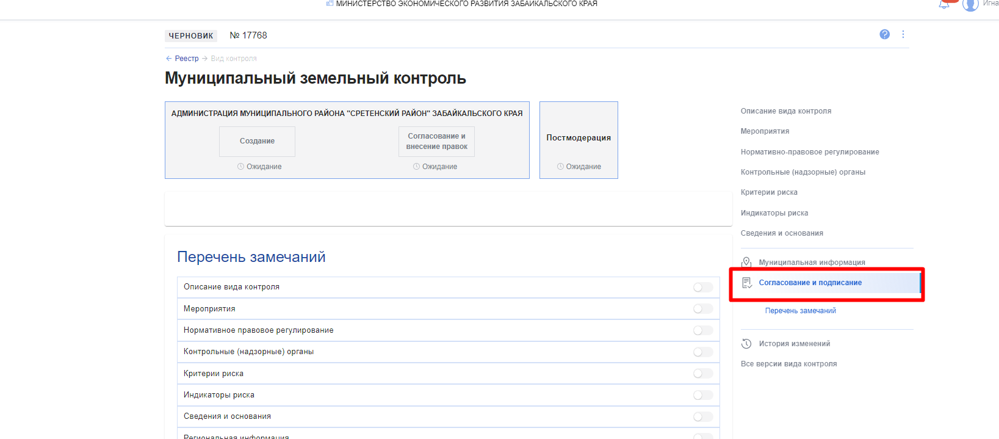 МИНИСТЕРСТВО ЭКОНОМИЧЕСКОГО РАЗВИТИЯ ЗАБАЙКАЛЬСКОГО КРАЯ
Игна
ЧЕРНОВИК № 17768
← Реестр → Вид контроля
Муниципальный земельный контроль
АДМИНИСТРАЦИЯ МУНИЦИПАЛЬНОГО РАЙОНА "СРЕТЕНСКИЙ РАЙОН" ЗАБАЙКАЛЬСКОГО КРАЯ
Создание
Ожидание
Согласование и
внесение правок
Ожидание
Постмодерация
Ожидание
Перечень замечаний
Описание вида контроля
Мероприятия
Нормативное правовое регулирование
Контрольные (надзорные) органы
Критерии риска
Индикаторы риска
Сведения и основания
Региональная информация
Описание вида контроля
Мероприятия
Нормативно-правовое регулирование
Контрольные (надзорные) органы
Критерии риска
Индикаторы риска
Сведения и основания
Муниципальная информация
Согласование и подписание
Перечень замечаний
История изменений
Все версии вида контроля